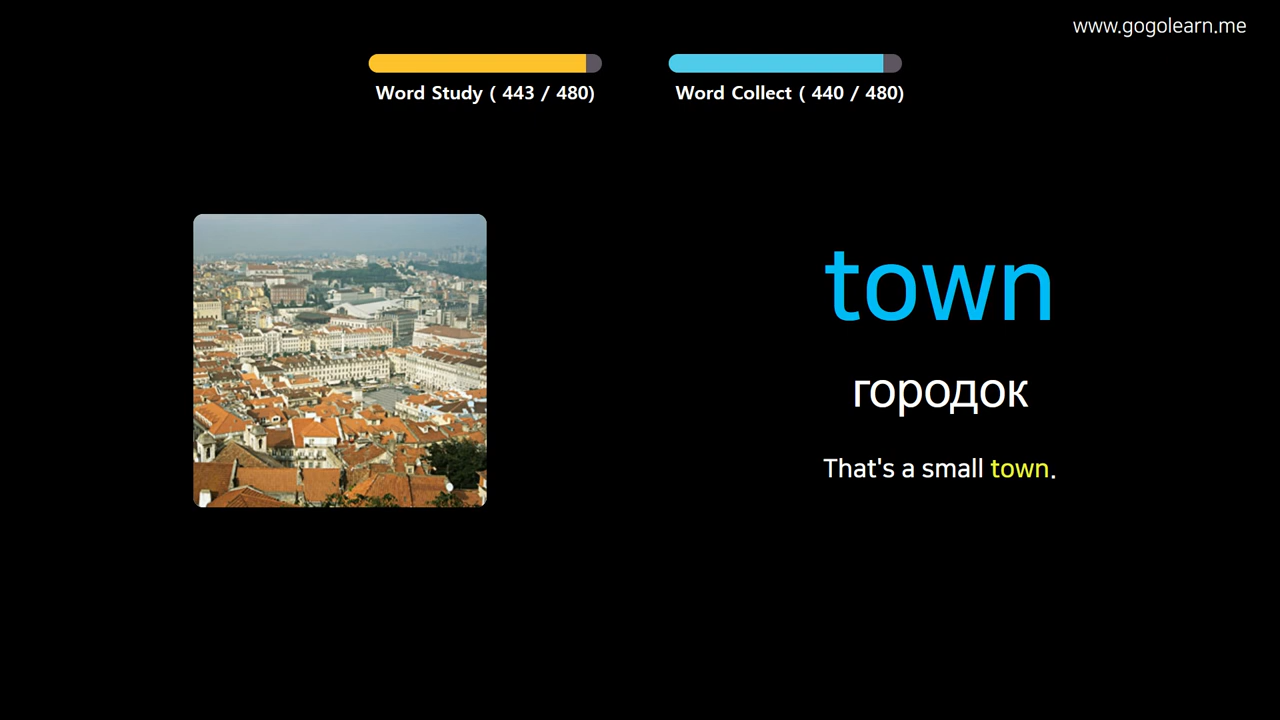 www.gogolearn.me
Word Study ( 443 / 480)
Word Collect ( 440 / 480)
town
городок
That's a small town.